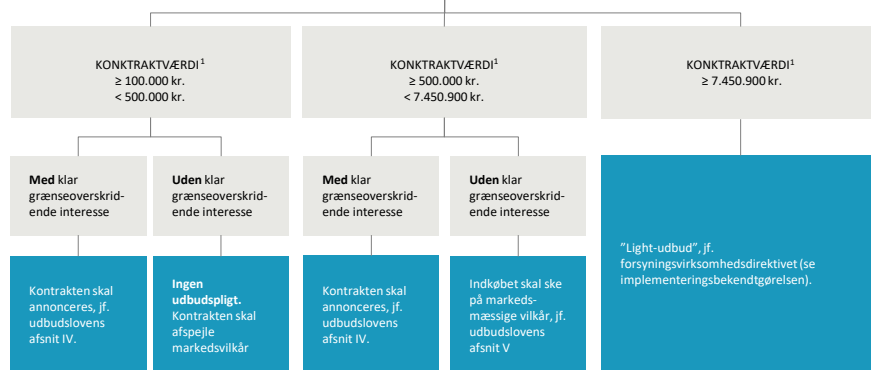 KONKTRAKTVÆRDI¹
≥ 100.000 kr.
< 500.000 kr.
KONKTRAKTVÆRDI¹
≥ 500.000 kr.
< 7.450.900 kr.
KONKTRAKTVÆRDI¹
≥ 7.450.900 kr.
Med klar
grænseoverskrid-
ende interesse
Uden klar
grænseoverskrid-
ende interesse
Med klar
grænseoverskrid-
ende interesse
Uden klar
grænseoverskrid-
ende interesse
Kontrakten skal
annonceres, jf.
udbudslovens
afsnit IV.
Ingen
udbudspligt.
Kontrakten skal
afspejle
markedsvilkår
Kontrakten skal
annonceres, jf.
udbudslovens
afsnit IV.
Indkøbet skal ske
på markeds-
mæssige vilkår, jf.
udbudslovens
afsnit V
”Light-udbud”, jf.
forsyningsvirksomhedsdirektivet (se
implementeringsbekendtgørelsen).